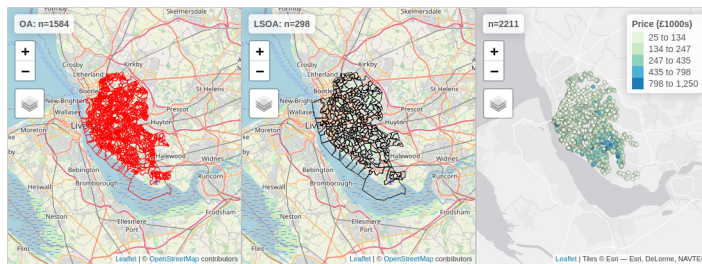 OA: n=1584
+
−
Skelmersdale
Crosby
Kirkby
Litherland
Bootle
St Helens
New Brighton
Prescot
Wallasey
Huyton
Moreton
Halewood
Widnes
Bebington
Runcorn
Bromborough
Heswall
Ellesmere
Port
Frodsham
Neston
Flint
Leaflet | © OpenStreetMap contributors
LSOA: n=298
+
−
Skelmersdale
Crosby
Kirkby
Litherland
Bootle
St Helens
New Brighton
Prescot
Wallasey
Huyton
Moreton
Halewood
Widnes
Bebington
Runcorn
Bromborough
Heswall
Ellesmere
Port
Frodsham
Neston
Flint
Leaflet | © OpenStreetMap contributors
n=2211
+
−
Price (£1000s)
25 to 134
134 to 247
247 to 435
435 to 798
798 to 1,250
Leaflet | Tiles © Esri — Esri, DeLorme, NAVTEQ